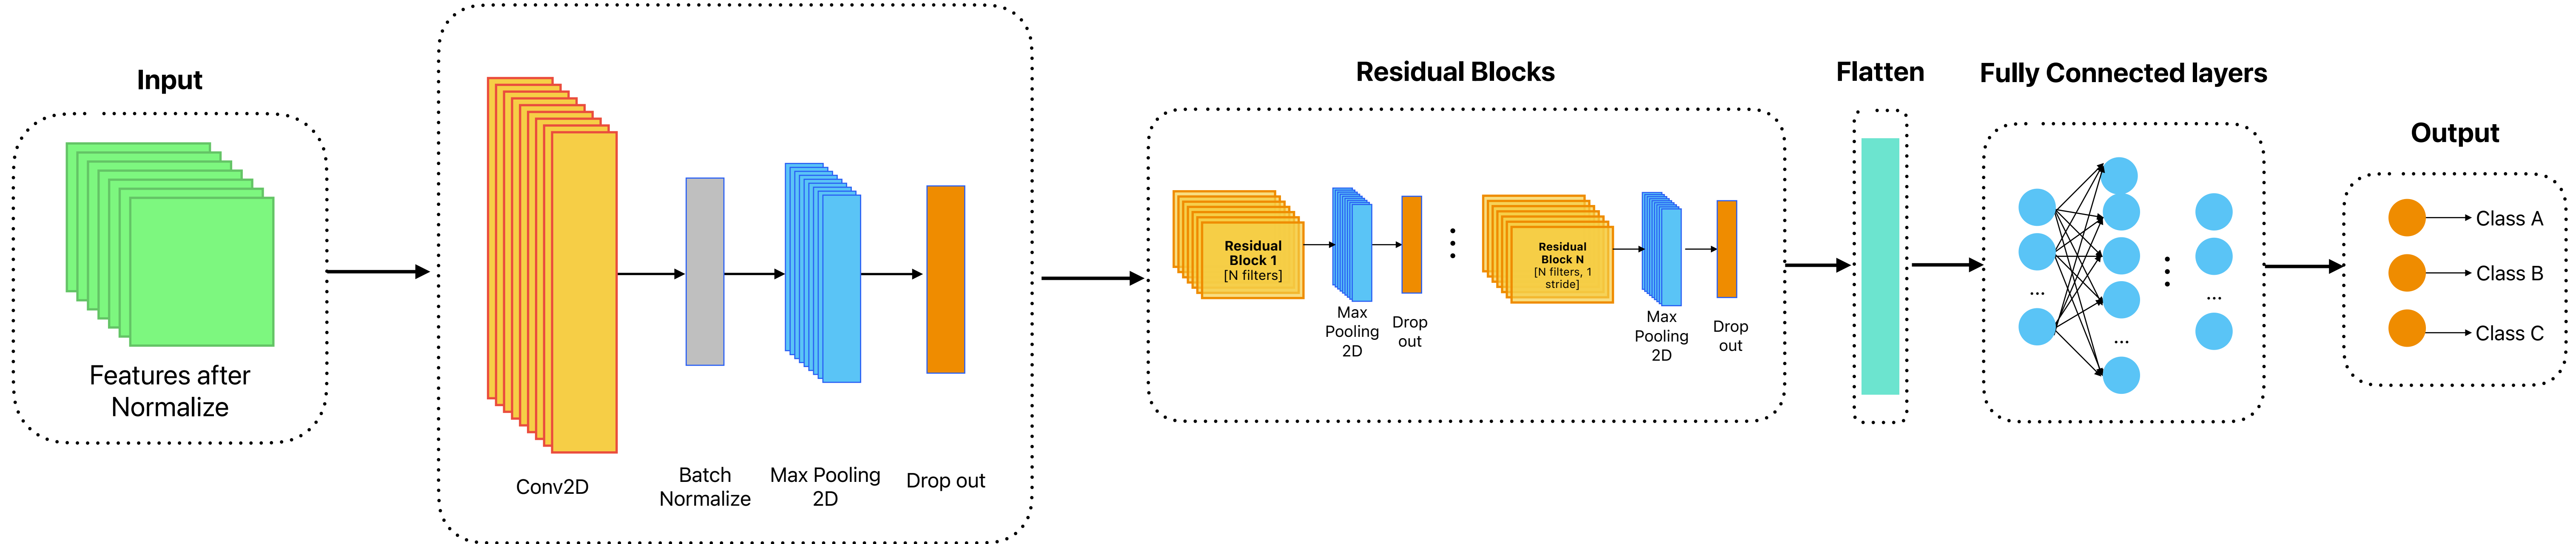 Input
Features after
Normalize
Conv2D
Batch
Normalize
Max Pooling
2D
Drop out
Residual Blocks
Residual
Block 1
[N filters]
Max
Pooling
2D
Drop
out
Residual
Block N
[N filters, 1
stride]
Max
Pooling
2D
Drop
out
Flatten
Fully Connected layers
...
...
...
Output
Class A
Class B
Class C